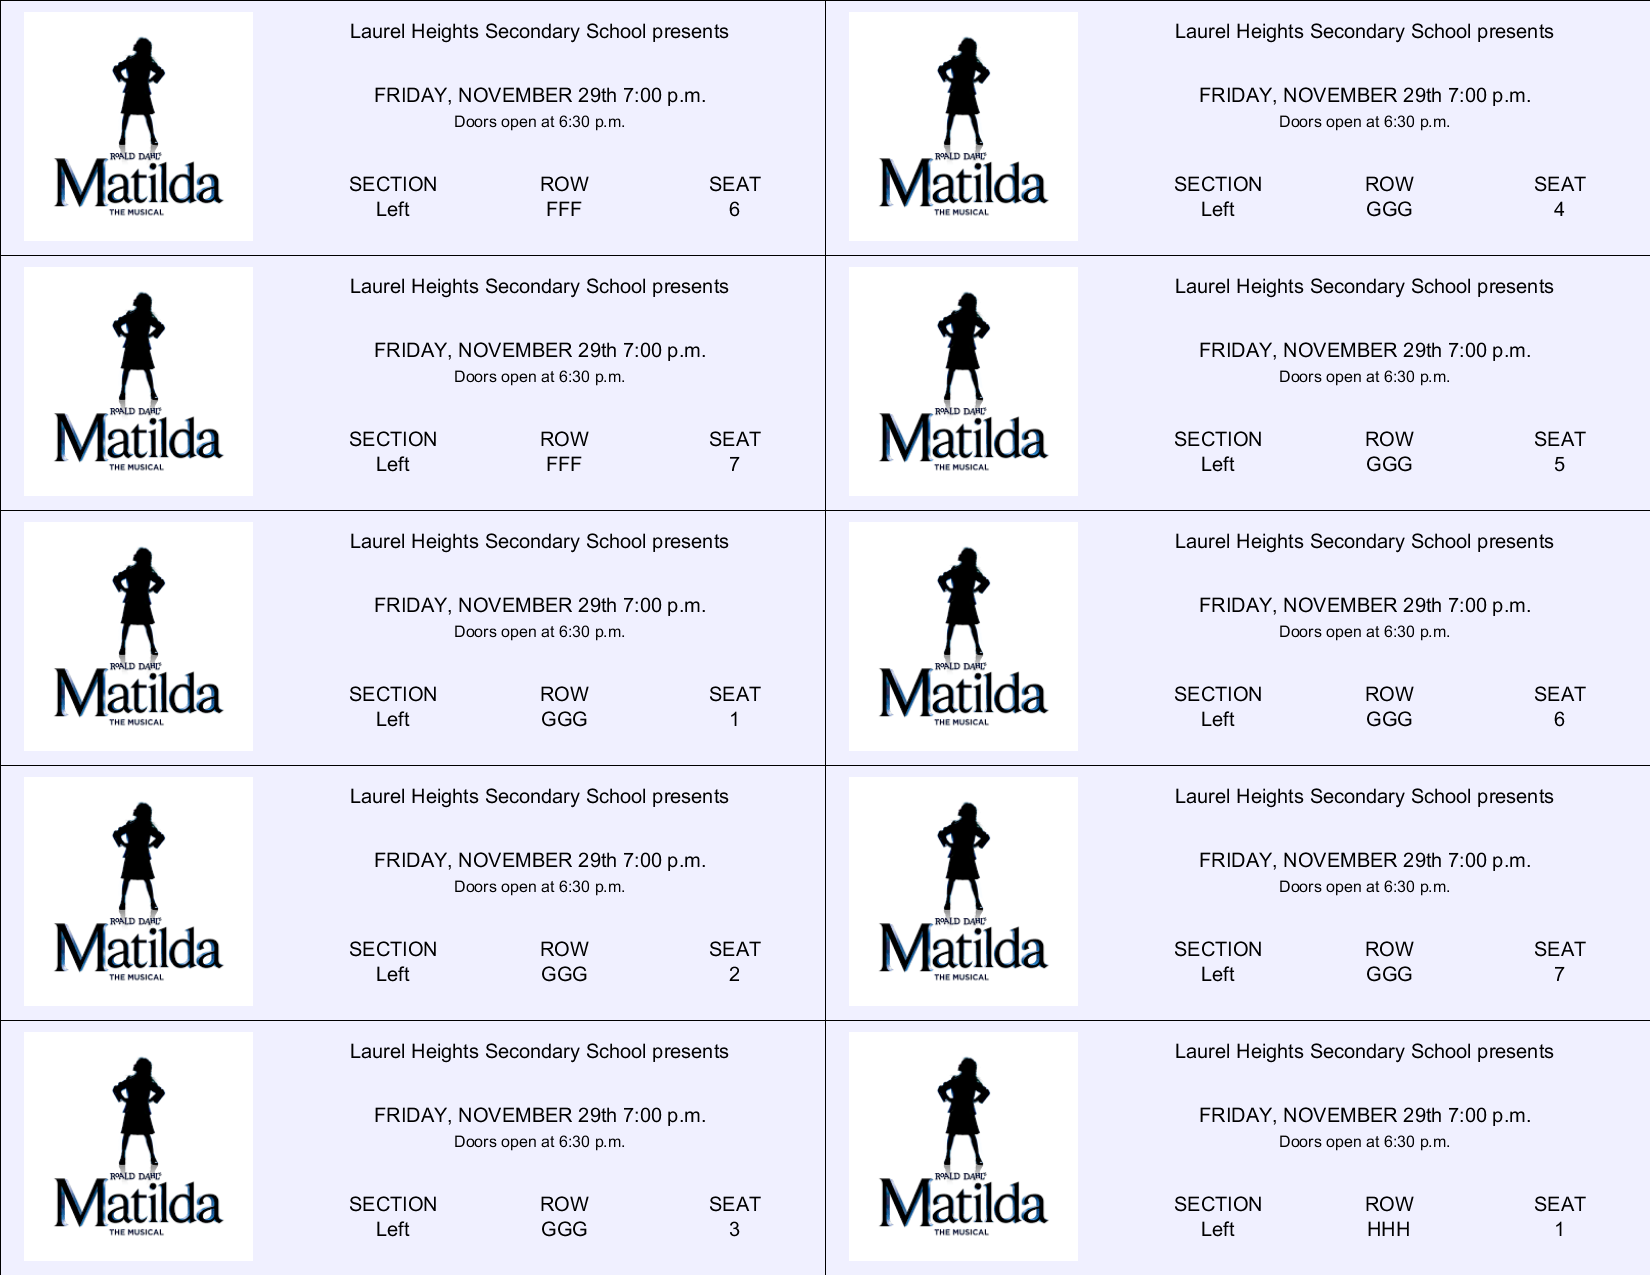 Laurel Heights Secondary School presents
FRIDAY, NOVEMBER 29th 7:00 p.m.
Doors open at 6:30 p.m.
ROALD DAHL'S
Matilda
THE MUSICAL
SECTION ROW SEAT
Left FFF 6
Laurel Heights Secondary School presents
FRIDAY, NOVEMBER 29th 7:00 p.m.
Doors open at 6:30 p.m.
ROALD DAHL'S
Matilda
THE MUSICAL
SECTION ROW SEAT
Left GGG 4
Laurel Heights Secondary School presents
FRIDAY, NOVEMBER 29th 7:00 p.m.
Doors open at 6:30 p.m.
ROALD DAHL'S
Matilda
THE MUSICAL
SECTION ROW SEAT
Left FFF 7
Laurel Heights Secondary School presents
FRIDAY, NOVEMBER 29th 7:00 p.m.
Doors open at 6:30 p.m.
ROALD DAHL'S
Matilda
THE MUSICAL
SECTION ROW SEAT
Left GGG 5
Laurel Heights Secondary School presents
FRIDAY, NOVEMBER 29th 7:00 p.m.
Doors open at 6:30 p.m.
ROALD DAHL'S
Matilda
THE MUSICAL
SECTION ROW SEAT
Left GGG 1
Laurel Heights Secondary School presents
FRIDAY, NOVEMBER 29th 7:00 p.m.
Doors open at 6:30 p.m.
ROALD DAHL'S
Matilda
THE MUSICAL
SECTION ROW SEAT
Left GGG 6
Laurel Heights Secondary School presents
FRIDAY, NOVEMBER 29th 7:00 p.m.
Doors open at 6:30 p.m.
ROALD DAHL'S
Matilda
THE MUSICAL
SECTION ROW SEAT
Left GGG 2
Laurel Heights Secondary School presents
FRIDAY, NOVEMBER 29th 7:00 p.m.
Doors open at 6:30 p.m.
ROALD DAHL'S
Matilda
THE MUSICAL
SECTION ROW SEAT
Left GGG 7
Laurel Heights Secondary School presents
FRIDAY, NOVEMBER 29th 7:00 p.m.
Doors open at 6:30 p.m.
ROALD DAHL'S
Matilda
THE MUSICAL
SECTION ROW SEAT
Left GGG 3
Laurel Heights Secondary School presents
FRIDAY, NOVEMBER 29th 7:00 p.m.
Doors open at 6:30 p.m.
ROALD DAHL'S
Matilda
THE MUSICAL
SECTION ROW SEAT
Left HHH 1